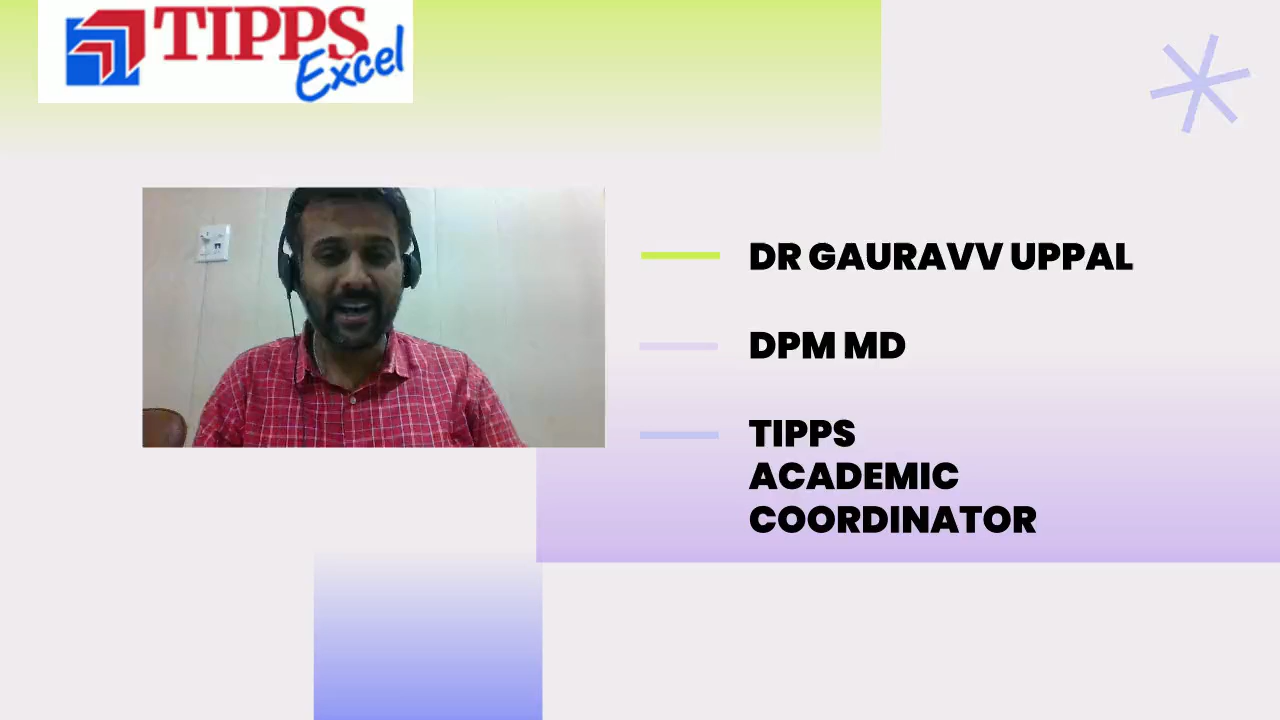 TIPPS
Excel
DR GAURAVV UPPAL
DPM MD
TIPPS
ACADEMIC
COORDINATOR